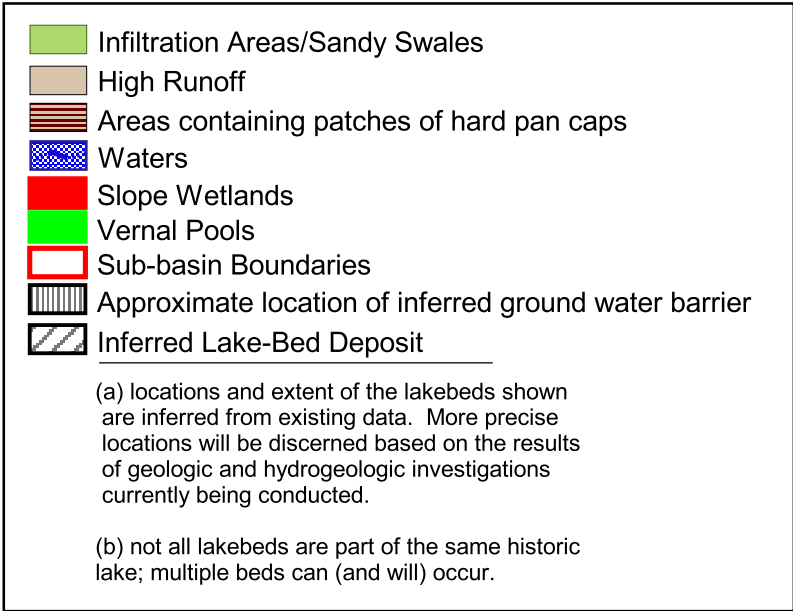 Infiltration Areas/Sandy Swales
High Runoff
Areas containing patches of hard pan caps
Waters
Slope Wetlands
Vernal Pools
Sub-basin Boundaries
Approximate location of inferred ground water barrier
Inferred Lake-Bed Deposit
(a) locations and extent of the lakebeds shown
are inferred from existing data. More precise
locations will be discerned based on the results
of geologic and hydrogeologic investigations
currently being conducted.
(b) not all lakebeds are part of the same historic
lake; multiple beds can (and will) occur.